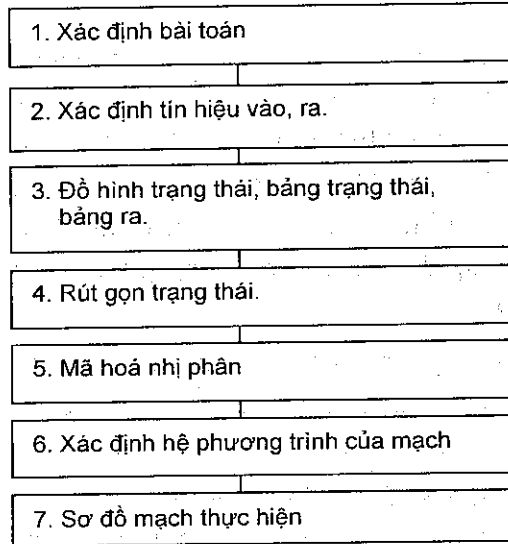 1. Xác định bài toán
2. Xác định tín hiệu vào, ra.
3. Đồ hình trạng thái, bảng trạng thái,
bảng ra.
4. Rút gọn trạng thái.
5. Mã hoá nhị phân
6. Xác định hệ phương trình của mạch
7. Sơ đồ mạch thực hiện